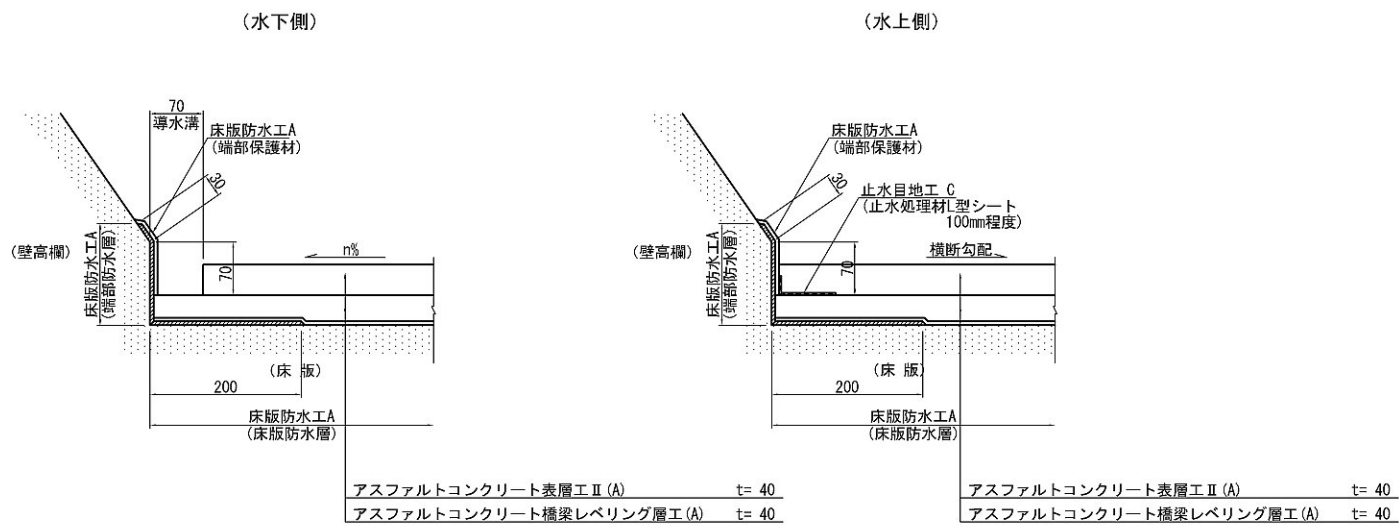 (水下側)
70
導水溝
床版防水工A
(端部保護材)
30
(壁高欄)
床版防水工A
(端部防水層)
70
n%
(床 版)
200
床版防水工A
(床版防水層)
アスファルトコンクリート表層工Ⅱ(A) t= 40
アスファルトコンクリート橋梁レベリング層工(A) t= 40
(水上側)
床版防水工A
(端部保護材)
30
止水目地工 C
(止水処理材L型シート
100mm程度)
(壁高欄)
床版防水工A
(端部防水層)
70
横断勾配
(床 版)
200
床版防水工A
(床版防水層)
アスファルトコンクリート表層工Ⅱ(A) t= 40
アスファルトコンクリート橋梁レベリング層工(A) t= 40